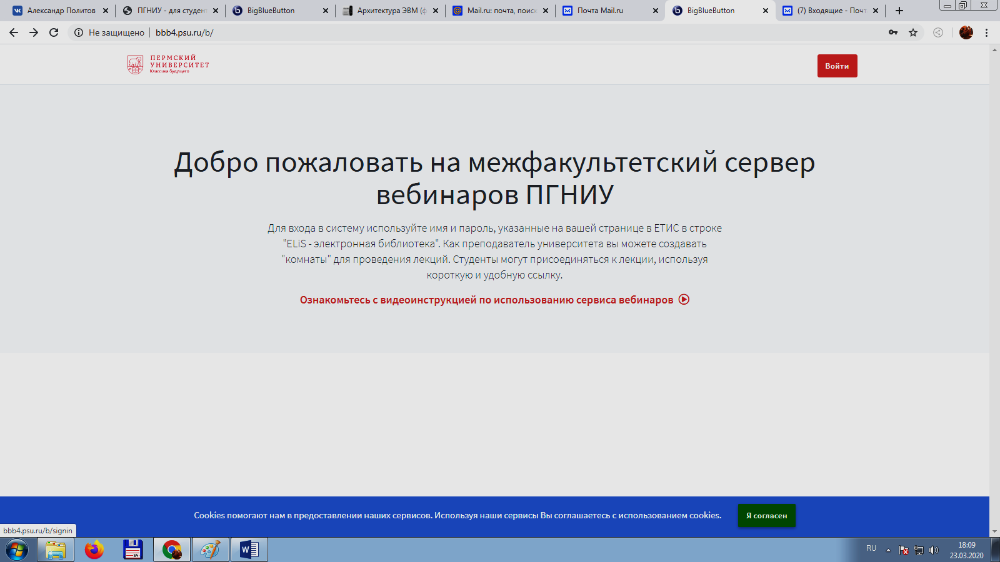 Александр Политов
ПГНИУ - для студен
BigBlueButton
Архитектура ЭВМ (ф
Mail.ru: почта, поиск
Почта Mail.ru
BigBlueButton
(7) Входящие - Почт
Не защищено
bbb4.psu.ru/b/
ПЕРМСКИЙ
УНИВЕРСИТЕТ
Классика будущего
Войти
Добро пожаловать на межфакультетский сервер
вебинаров ПГНИУ
Для входа в систему используйте имя и пароль, указанные на вашей странице в ЕТИС в строке
"ELiS - электронная библиотека". Как преподаватель университета вы можете создавать
"комнаты" для проведения лекций. Студенты могут присоединяться к лекции, используя
короткую и удобную ссылку.
Ознакомьтесь с видеоинструкцией по использованию сервиса вебинаров
Cookies помогают нам в предоставлении наших сервисов. Используя наши сервисы Вы соглашаетесь с использованием cookies.
Я согласен
bbb4.psu.ru/b/signin
64
W
RU
18:09
23.03.2020